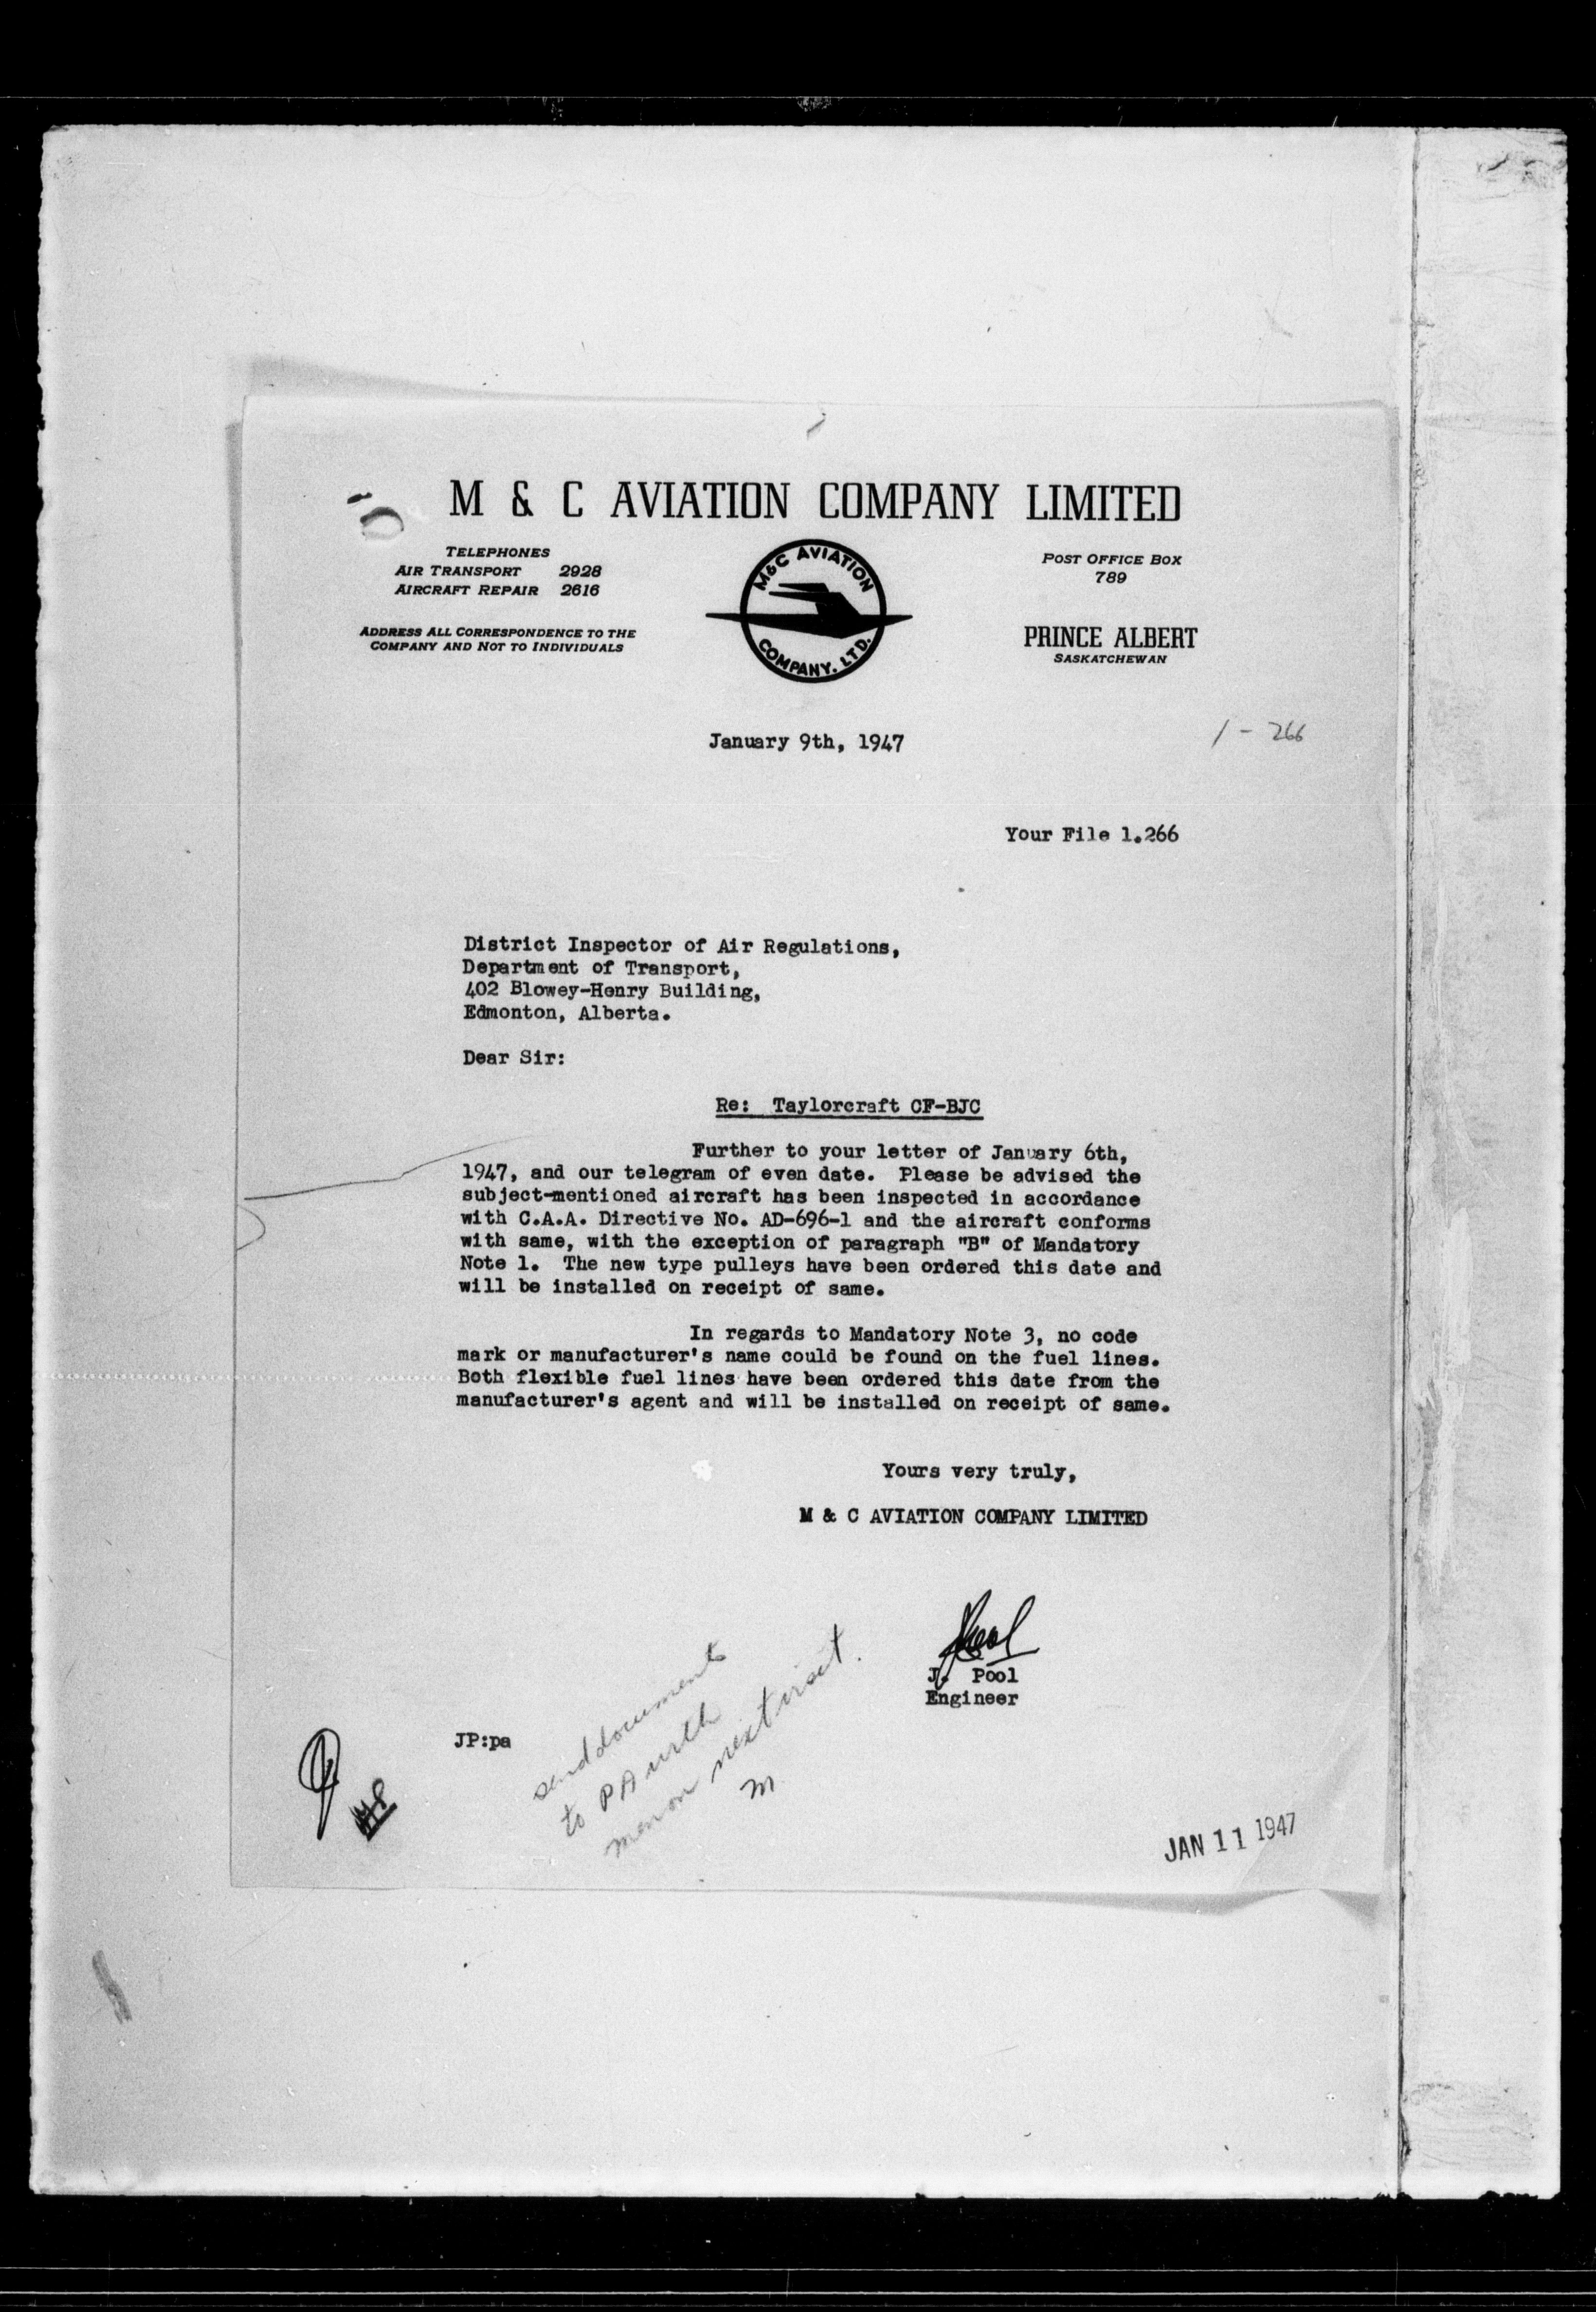 M & C AVIATION COMPANY LIMITED
TELEPHONES
AIR TRANSPORT 2928
AIRCRAFT REPAIR 2616
ADDRESS ALL CORRESPONDENCE TO THE
COMPANY AND NOT TO INDIVIDUALS
M&C AVIATION
COMPANY. LTD.
POST OFFICE BOX
789
PRINCE ALBERT
SASKATCHEWAN
January 9th, 1947
1 - 266
Your File 1.266
District Inspector of Air Regulations,
Department of Transport,
402 Blowey-Henry Building,
Edmonton, Alberta.
Dear Sir:
Re: Taylorcraft CF-BJC
Further to your letter of January 6th,
1947, and our telegram of even date. Please be advised the
subject-mentioned aircraft has been inspected in accordance
with C.A.A. Directive No. AD-696-1 and the aircraft conforms
with same, with the exception of paragraph "B" of Mandatory
Note 1. The new type pulleys have been ordered this date and
will be installed on receipt of same.
In regards to Mandatory Note 3, no code
mark or manufacturer's name could be found on the fuel lines.
Both flexible fuel lines have been ordered this date from the
manufacturer's agent and will be installed on receipt of same.
Yours very truly,
M & C AVIATION COMPANY LIMITED
J. Pool
Engineer
JP:pa
send documents
to PA with
men on next visit.
M
JAN 11 1947